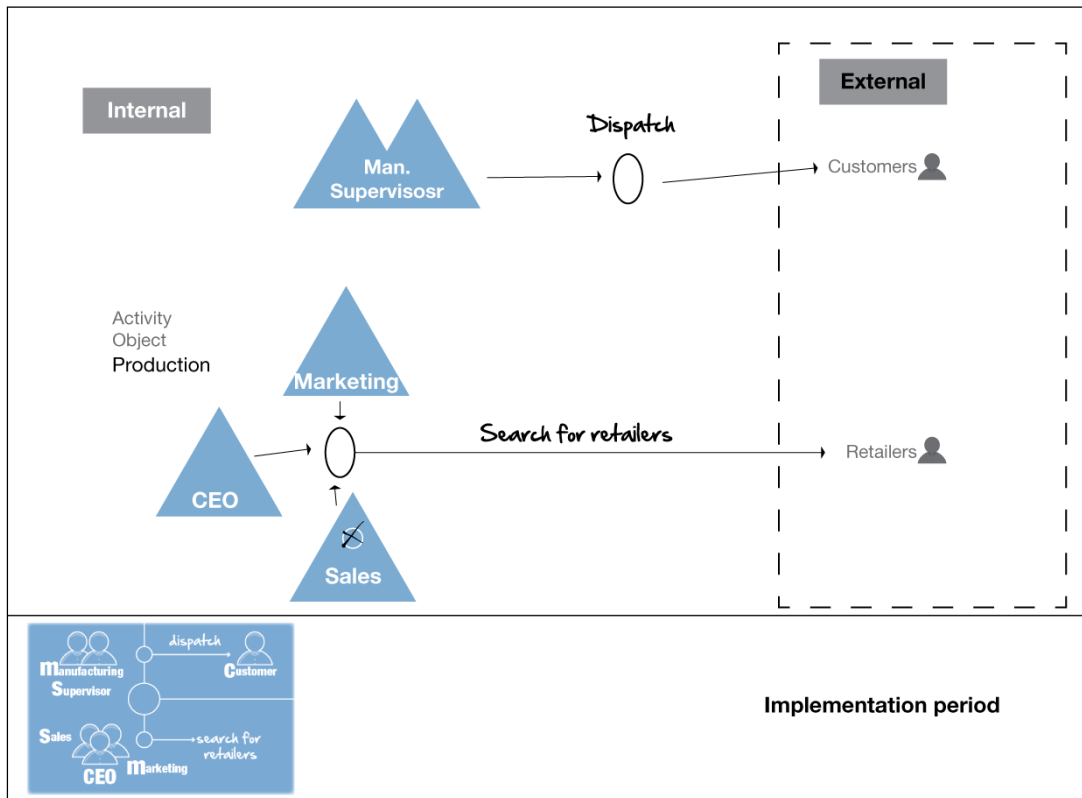 Internal
External
Dispatch
Man.
Supervisosr
Customers
Activity
Object
Production
Marketing
Search for retailers
Retailers
CEO
Sales
dispatch
manufacturing
Supervisor
Customer
Sales
search for
retailers
CEO
marketing
Implementation period